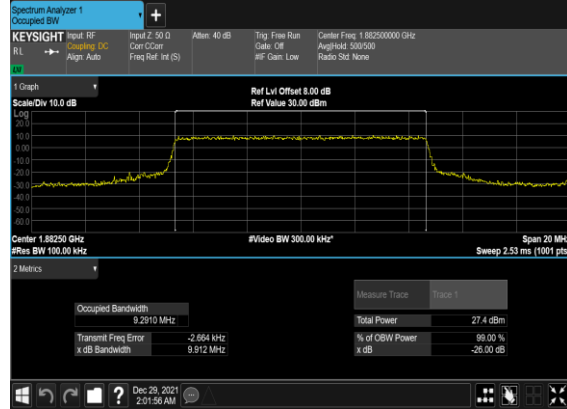 Spectrum Analyzer 1
Occupied BW
KEYSIGHT Input: RF Input Z: 50 Ω Atten: 40 dB Trig: Free Run Center Freq: 1.882500000 GHz
RL Coupling: DC Corr CCorr Gate: Off Avg|Hold: 500/500
Align: Auto Freq Ref: Int (S) #IF Gain: Low Radio Std: None
1 Graph
Ref Lvl Offset 8.00 dB
Scale/Div 10.0 dB Ref Value 30.00 dBm
Log
20.0
10.0
0.00
-10.0
-20.0
-30.0
-40.0
-50.0
-60.0
Center 1.88250 GHz #Video BW 300.00 kHz* Span 20 MHz
#Res BW 100.00 kHz Sweep 2.53 ms (1001 pts
2 Metrics
Measure Trace Trace 1
Occupied Bandwidth
9.2910 MHz Total Power 27.4 dBm
Transmit Freq Error -2.664 kHz % of OBW Power 99.00 %
x dB Bandwidth 9.912 MHz x dB -26.00 dB
? Dec 29, 2021
2:01:56 AM